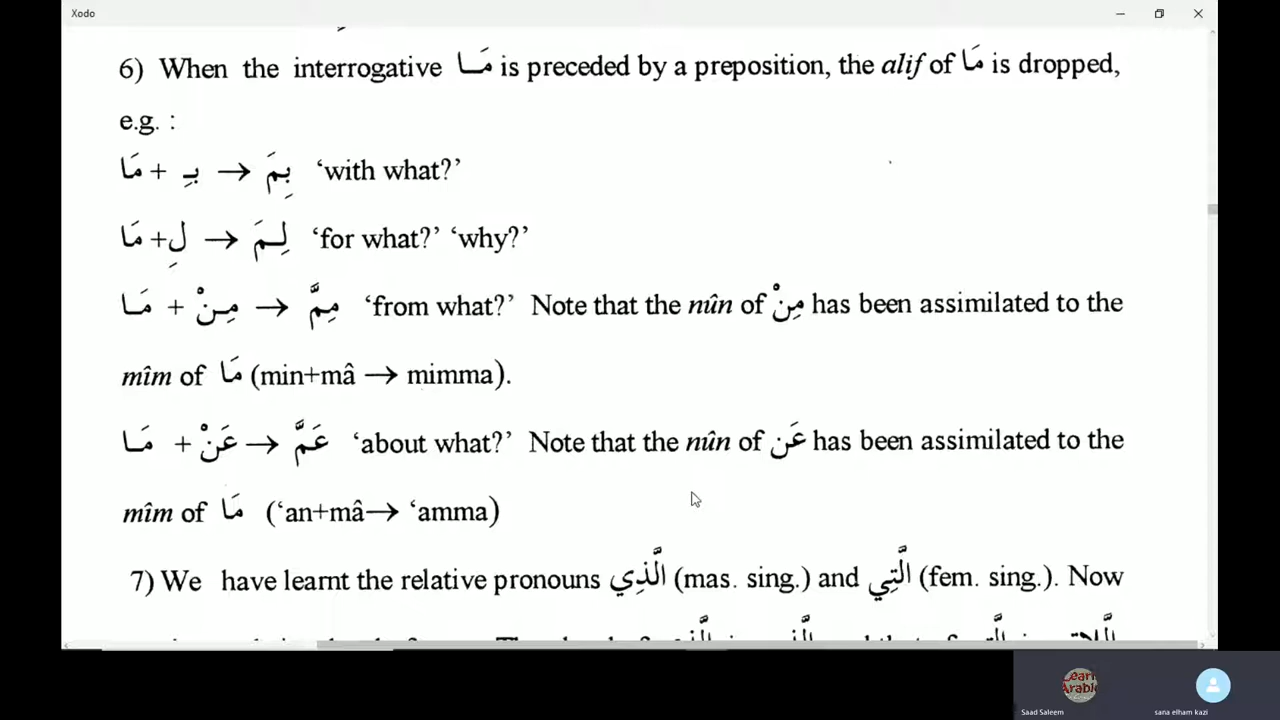 Xodo
6) When the interrogative مَا is preceded by a preposition, the alif of مَا is dropped,
e.g. :
مَا + بِـ → بِمَ ‘with what?’
مَا + لِ → لِـمَ ‘for what?’ ‘why?’
مَـا + مِـنْ → مِمَّ ‘from what?’ Note that the nûn of مِنْ has been assimilated to the
mîm of مَا (min+mâ → mimma).
مَـا + عَنْ → عَمَّ ‘about what?’ Note that the nûn of عَن has been assimilated to the
mîm of مَا (‘an+mâ→ ‘amma)
7) We have learnt the relative pronouns الَّذِي (mas. sing.) and الَّتِي (fem. sing.). Now
Learn
Arabic
Saad Saleem
sana elham kazi